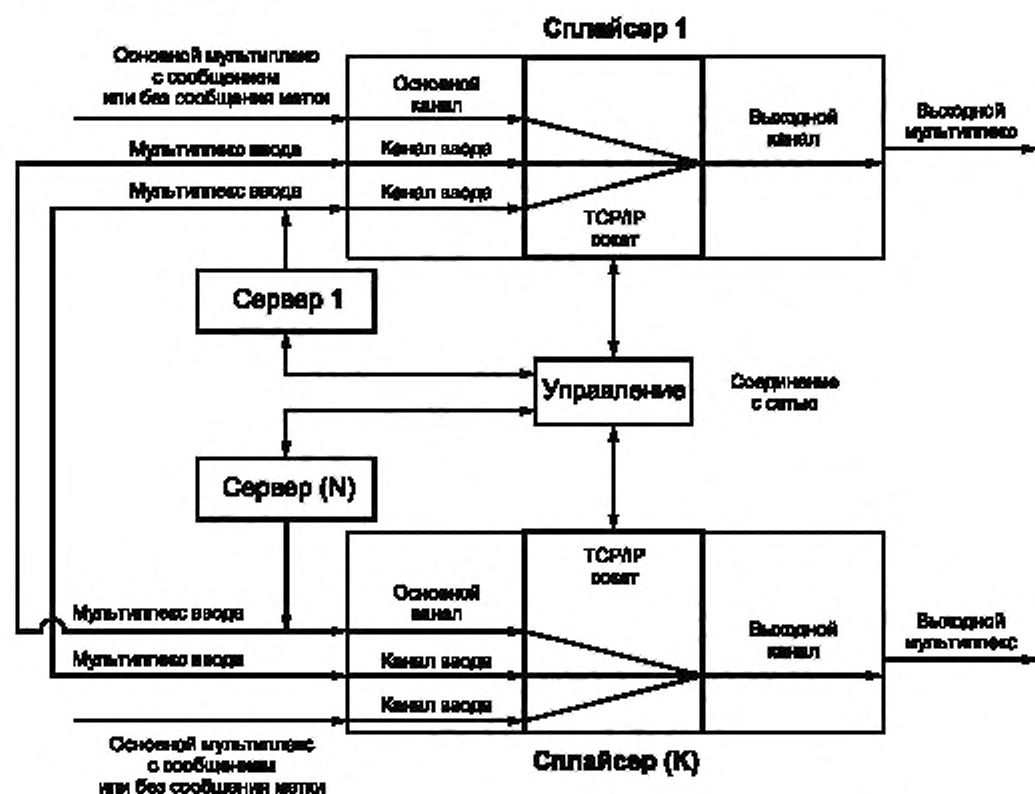 Сплайсер 1
Основной мультиплекс
с сообщением
или без сообщения метки
Основной
канал
Выходной
канал
Выходной
мультиплекс
Мультиплекс ввода
Канал ввода
Мультиплекс ввода
Канал ввода
TCP/IP
сокет
Сервер 1
Управление
Соединение
с сетью
Сервер (N)
TCP/IP
сокет
Мультиплекс ввода
Основной
канал
Выходной
канал
Выходной
мультиплекс
Мультиплекс ввода
Канал ввода
Канал ввода
Основной мультиплекс
с сообщением
или без сообщения метки
Сплайсер (K)